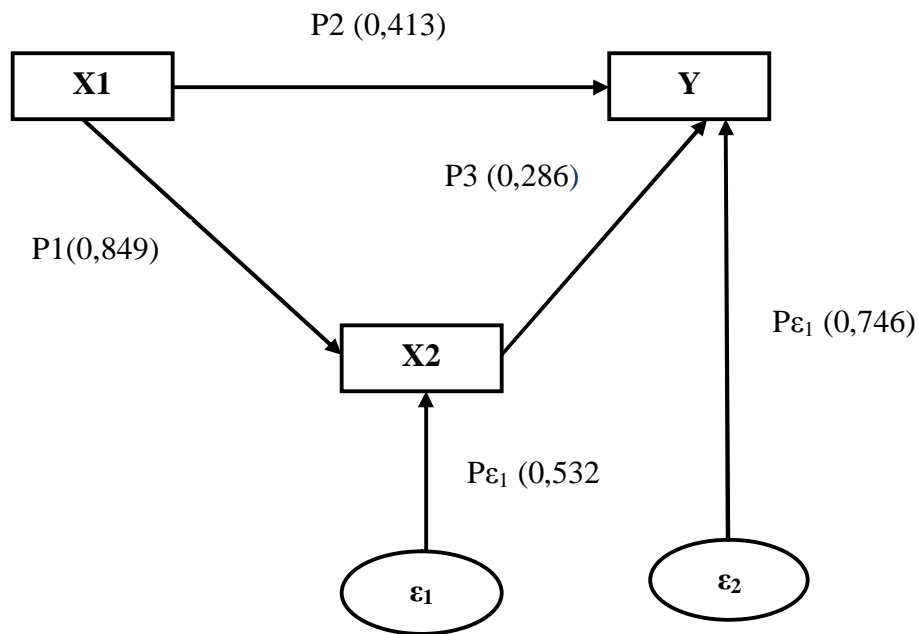 P2 (0,413)
X1
Y
P3 (0,286)
P1(0,849)
Pε₁ (0,746)
X2
Pε₁ (0,532
ε₁
ε₂